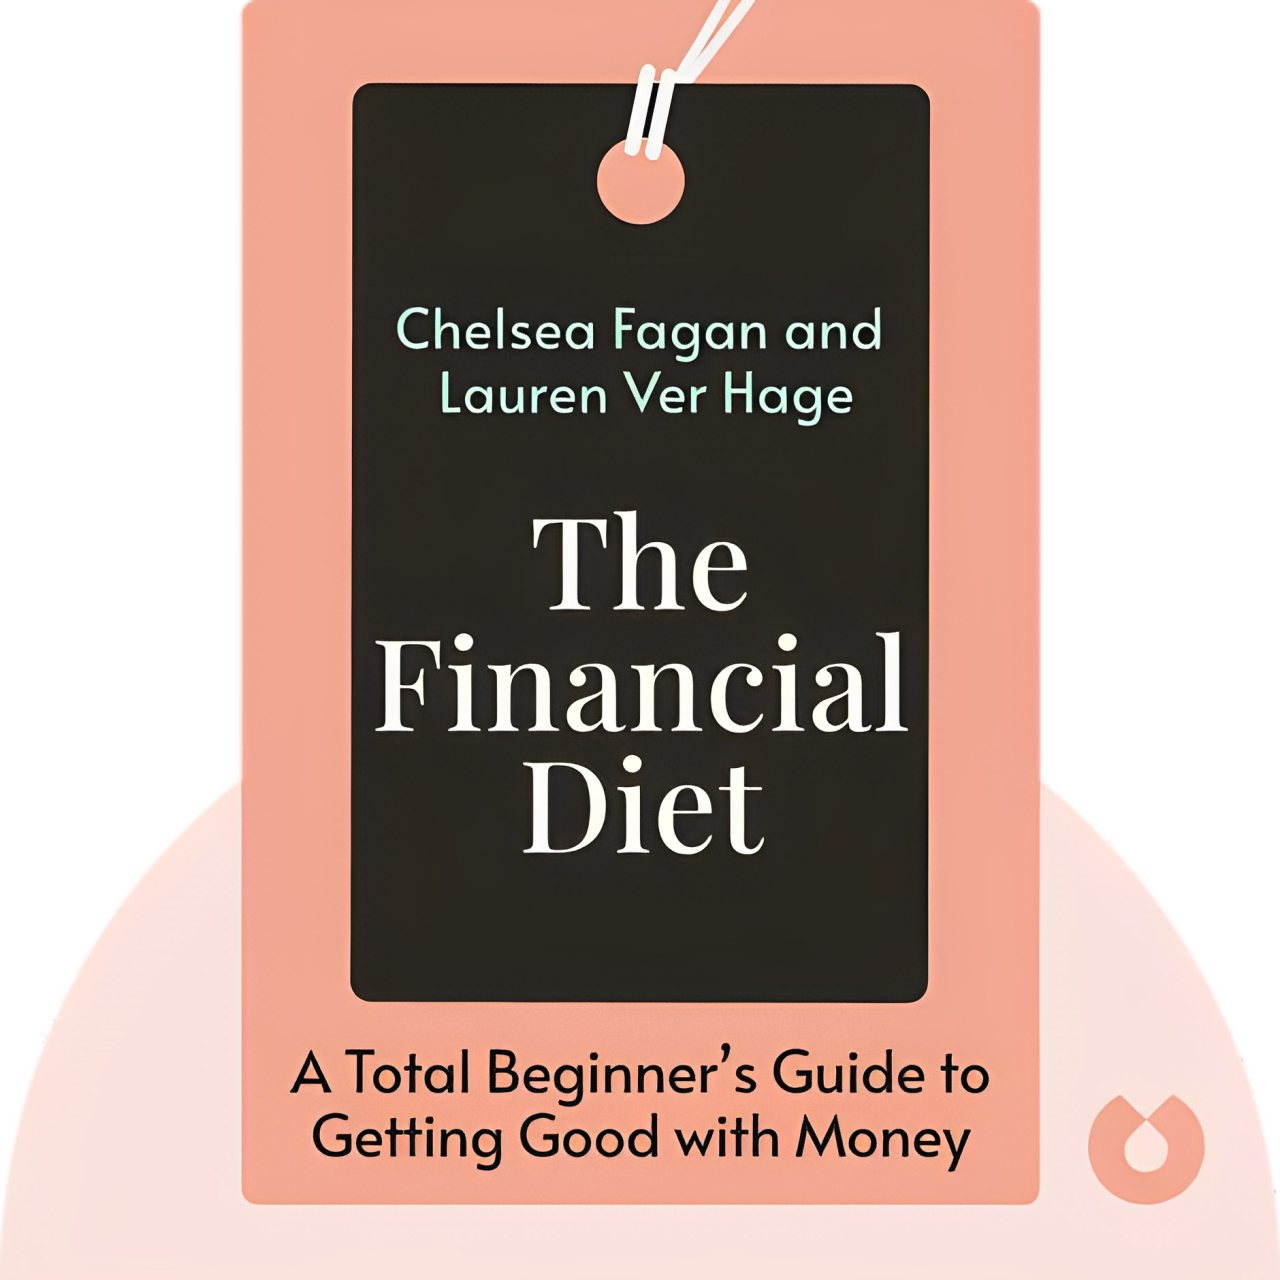 Chelsea Fagan and
Lauren Ver Hage
The
Financial
Diet
A Total Beginner’s Guide to
Getting Good with Money